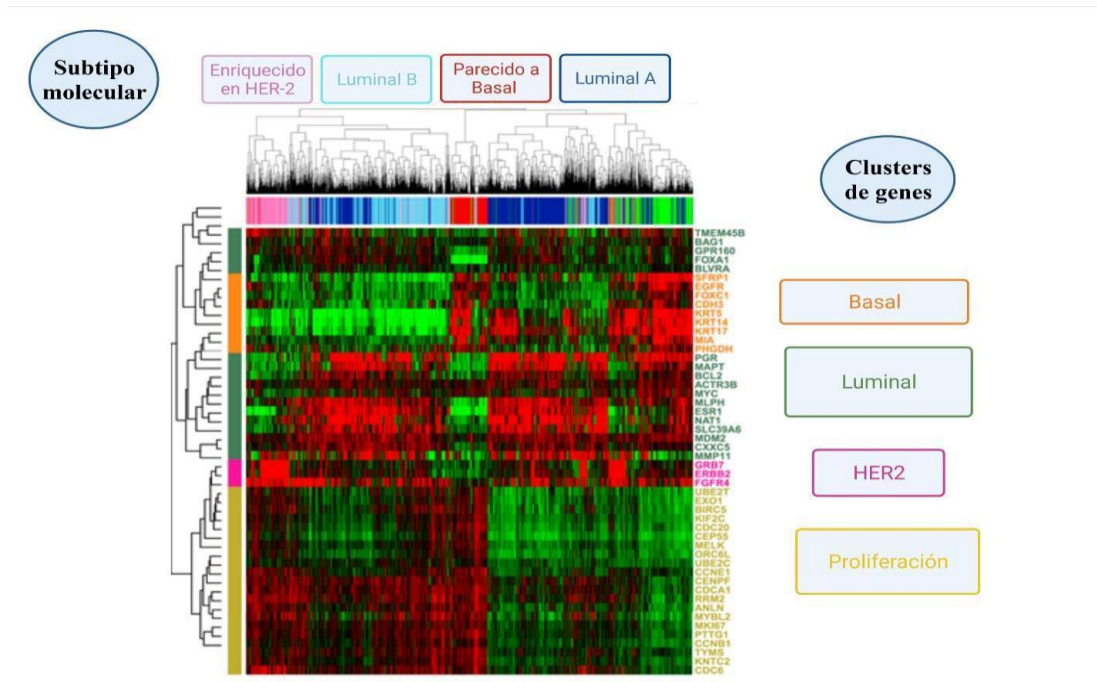 Subtipo
molecular
Enriquecido
en HER-2
Luminal B
Parecido a
Basal
Luminal A
Clusters
de genes
TMEM45B
BAG1
GPR160
FOXA1
BLVRA
SFRP1
EGFR
FOXC1
CDH3
KRT5
KRT14
KRT17
MIA
PHGDH
PGR
MAPT
BCL2
ACTR3B
MYC
MLPH
ESR1
NAT1
SLC39A6
MDM2
CXXC5
MMP11
GRB7
ERBB2
FGFR4
UBE2T
EXO1
BIRC5
KIF2C
CDC20
CEP55
MELK
ORC6L
UBE2C
CCNE1
CENPF
CDCA1
RRM2
ANLN
MYBL2
MKI67
PTTG1
CCNB1
TYMS
KNTC2
CDC6
Basal
Luminal
HER2
Proliferación